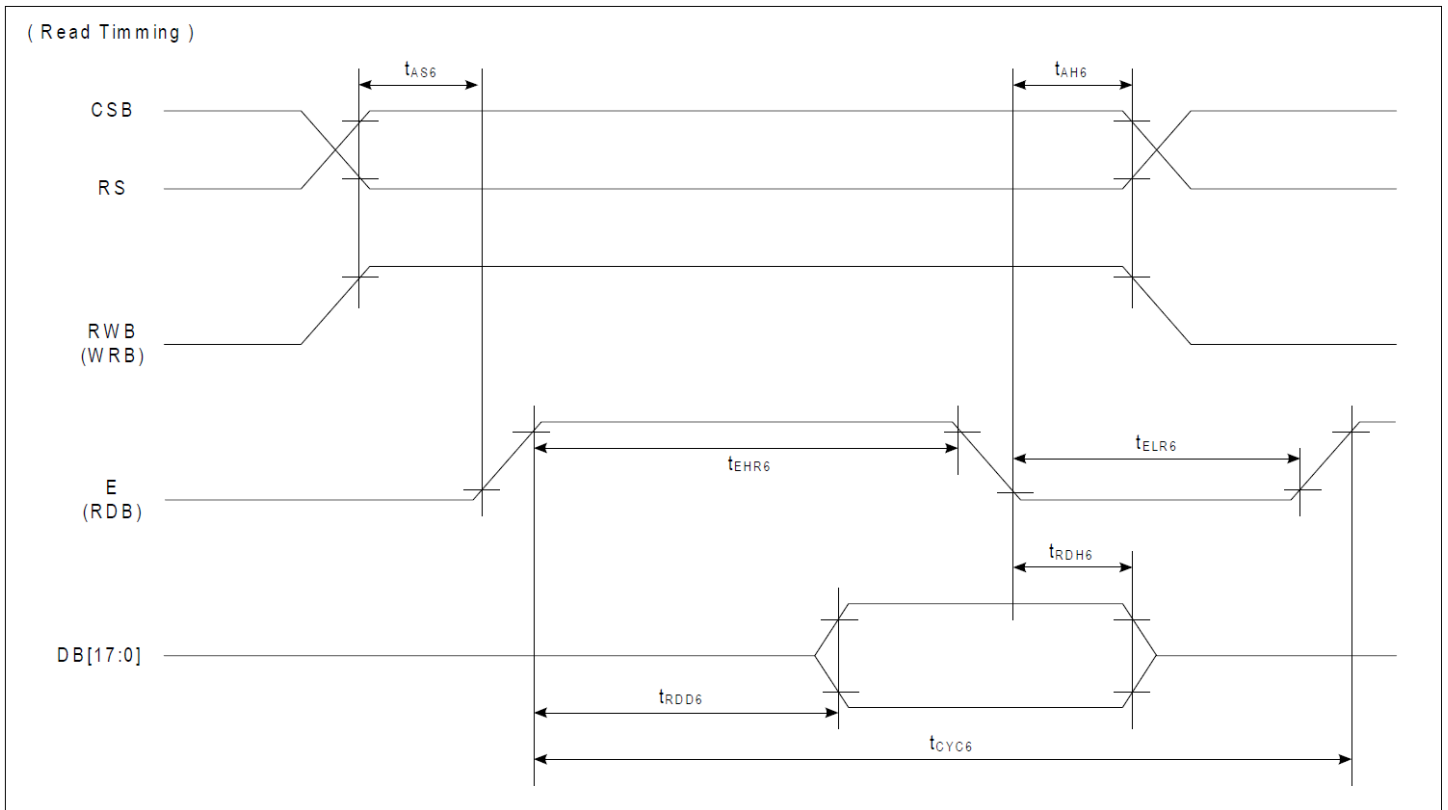 ( Read Timming )
tAS6
tAH6
CSB
RS
RWB
(WRB)
tEHR6
tELR6
E
(RDB)
tRDH6
DB[17:0]
tRDD6
tCYC6